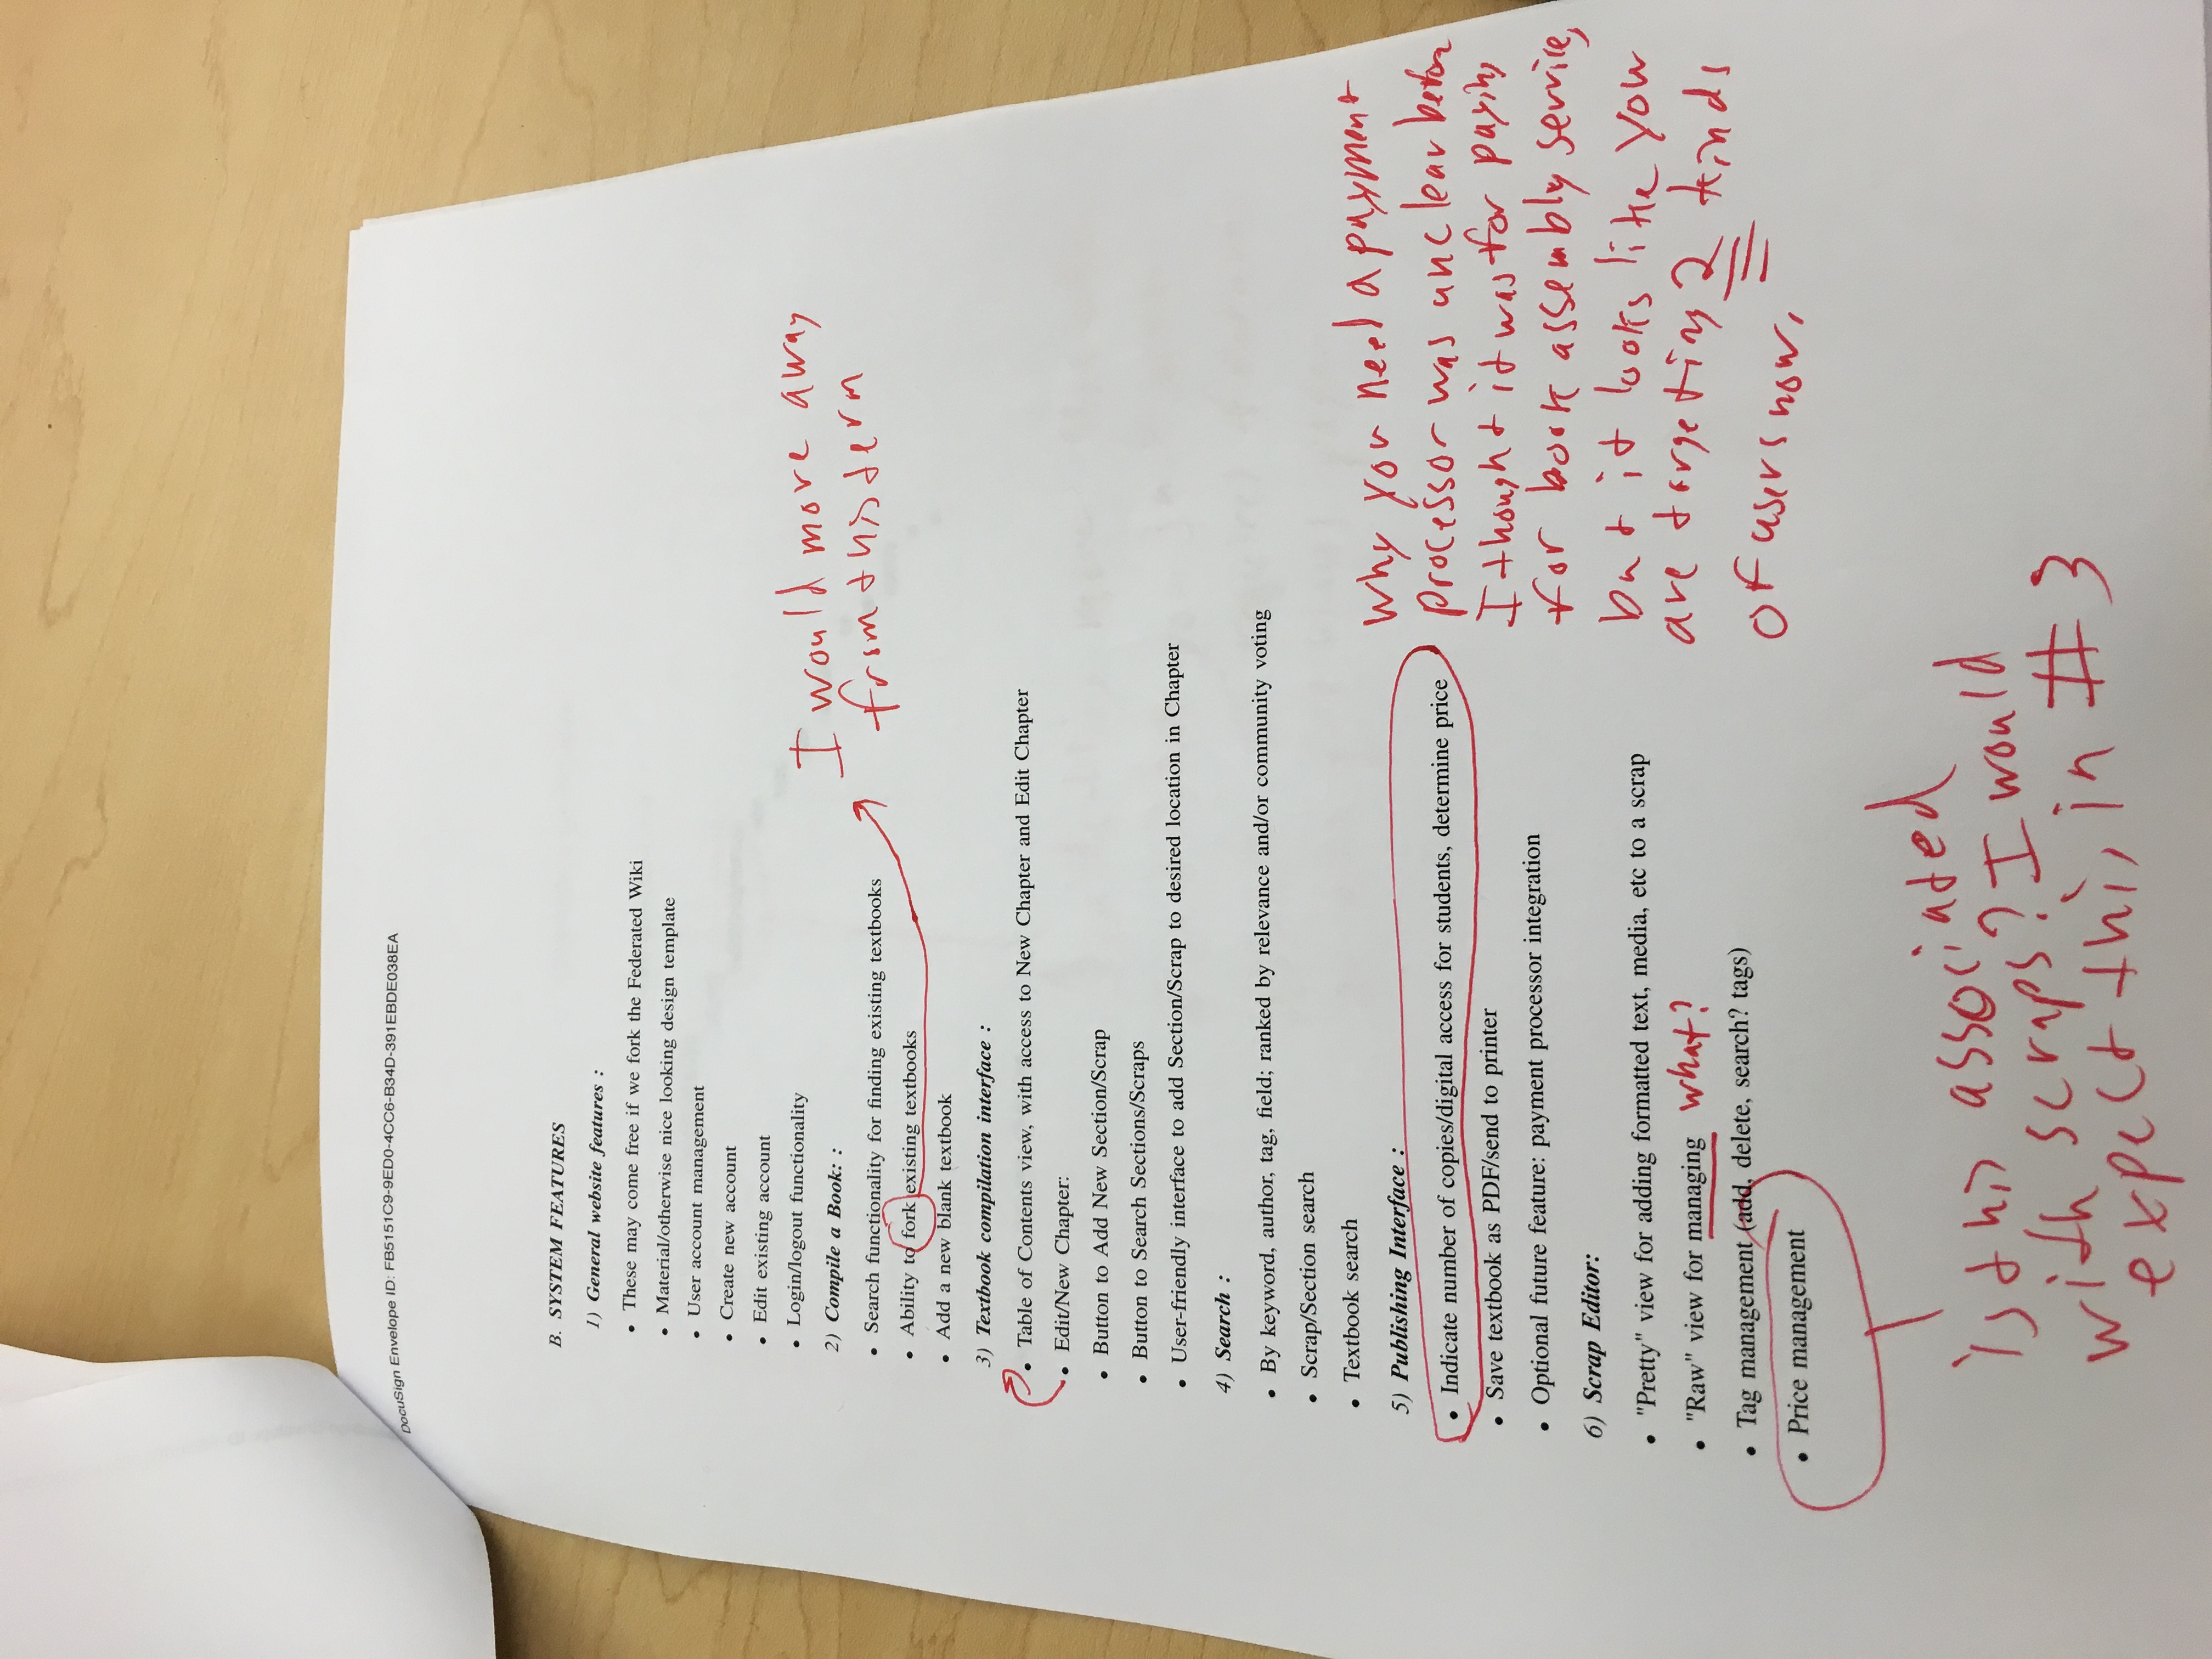 DocuSign Envelope ID: FB5151C9-9ED0-4CC6-B34D-391EBDE038EA
B. SYSTEM FEATURES
1) General website features :
• These may come free if we fork the Federated Wiki
• Material/otherwise nice looking design template
• User account management
• Create new account
• Edit existing account
• Login/logout functionality
I would move away
from this term
2) Compile a Book: :
• Search functionality for finding existing textbooks
• Ability to fork existing textbooks
• Add a new blank textbook
3) Textbook compilation interface :
• Table of Contents view, with access to New Chapter and Edit Chapter
• Edit/New Chapter:
• Button to Add New Section/Scrap
• Button to Search Sections/Scraps
• User-friendly interface to add Section/Scrap to desired location in Chapter
4) Search :
• By keyword, author, tag, field; ranked by relevance and/or community voting
• Scrap/Section search
• Textbook search
5) Publishing Interface :
• Indicate number of copies/digital access for students, determine price
• Save textbook as PDF/send to printer
• Optional future feature: payment processor integration
Why you need a payment
processor was unclear before
I thought it was for paying
for book assembly service,
but it looks like you
are targeting 2 kinds
of users now.
6) Scrap Editor:
• "Pretty" view for adding formatted text, media, etc to a scrap
• "Raw" view for managing what?
• Tag management (add, delete, search? tags)
• Price management
is this associated
with scraps? I would
expect this in # 3